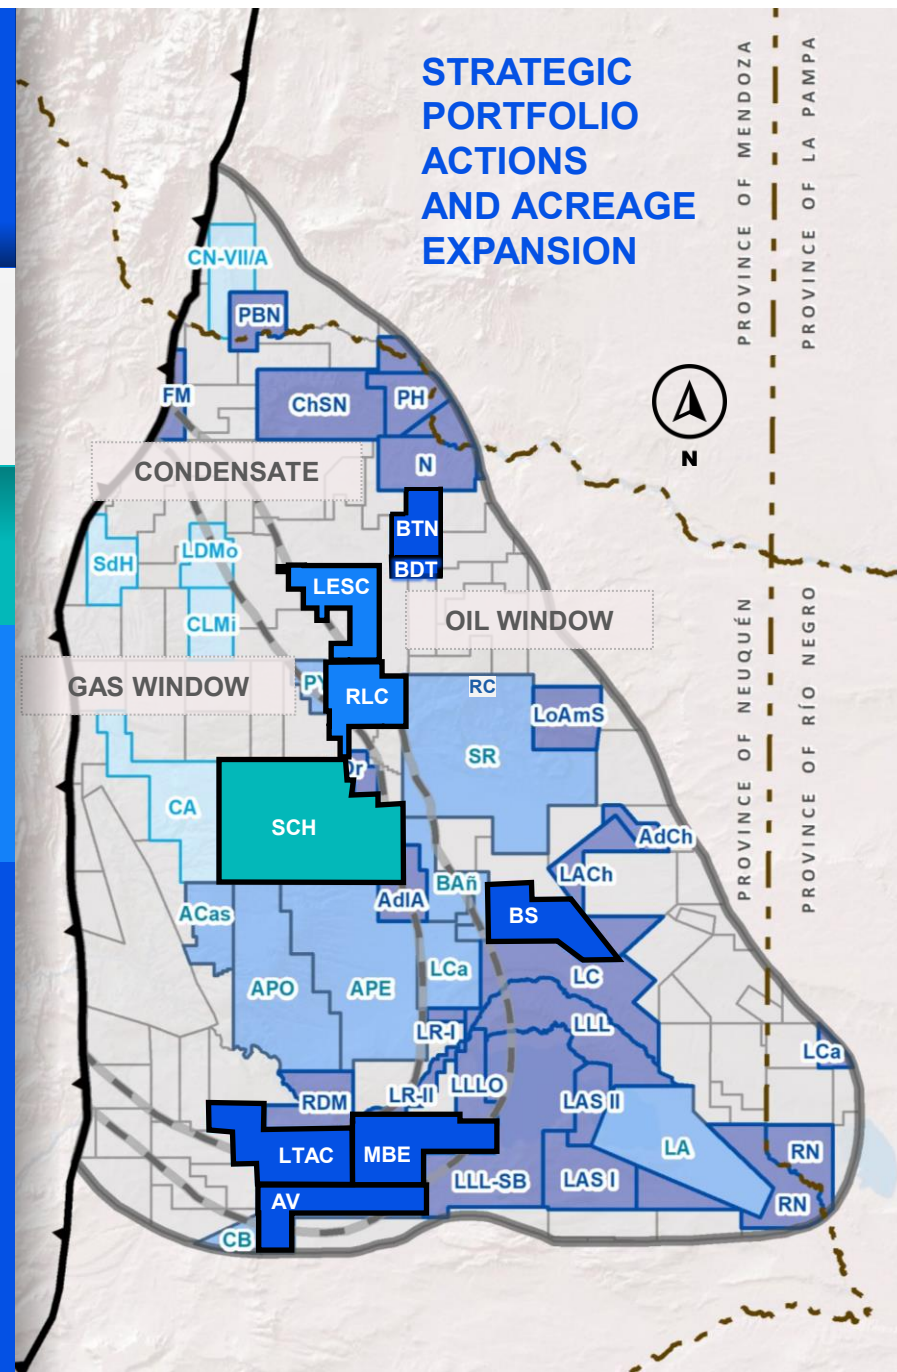 STRATEGIC
PORTFOLIO
ACTIONS
AND ACREAGE
EXPANSION
PROVINCE OF MENDOZA
PROVINCE OF LA PAMPA
CN-VII/A
PBN
FM
ChSN
PH
N
N
CONDENSATE
BTN
BDT
SdH
LDMo
LESC
CLMi
OIL WINDOW
GAS WINDOW
RLC
RC
LoAmS
SR
PROVINCE OF NEUQUÉN
PROVINCE OF RÍO NEGRO
CA
SCH
AdCh
LACh
BAñ
AdlA
ACas
BS
LCa
LC
APO
APE
LR-I
LLL
LCa
RDM
LR-II
LLLO
LAS II
LTAC
MBE
LA
RN
LLL-SB
LAS I
RN
AV
CB